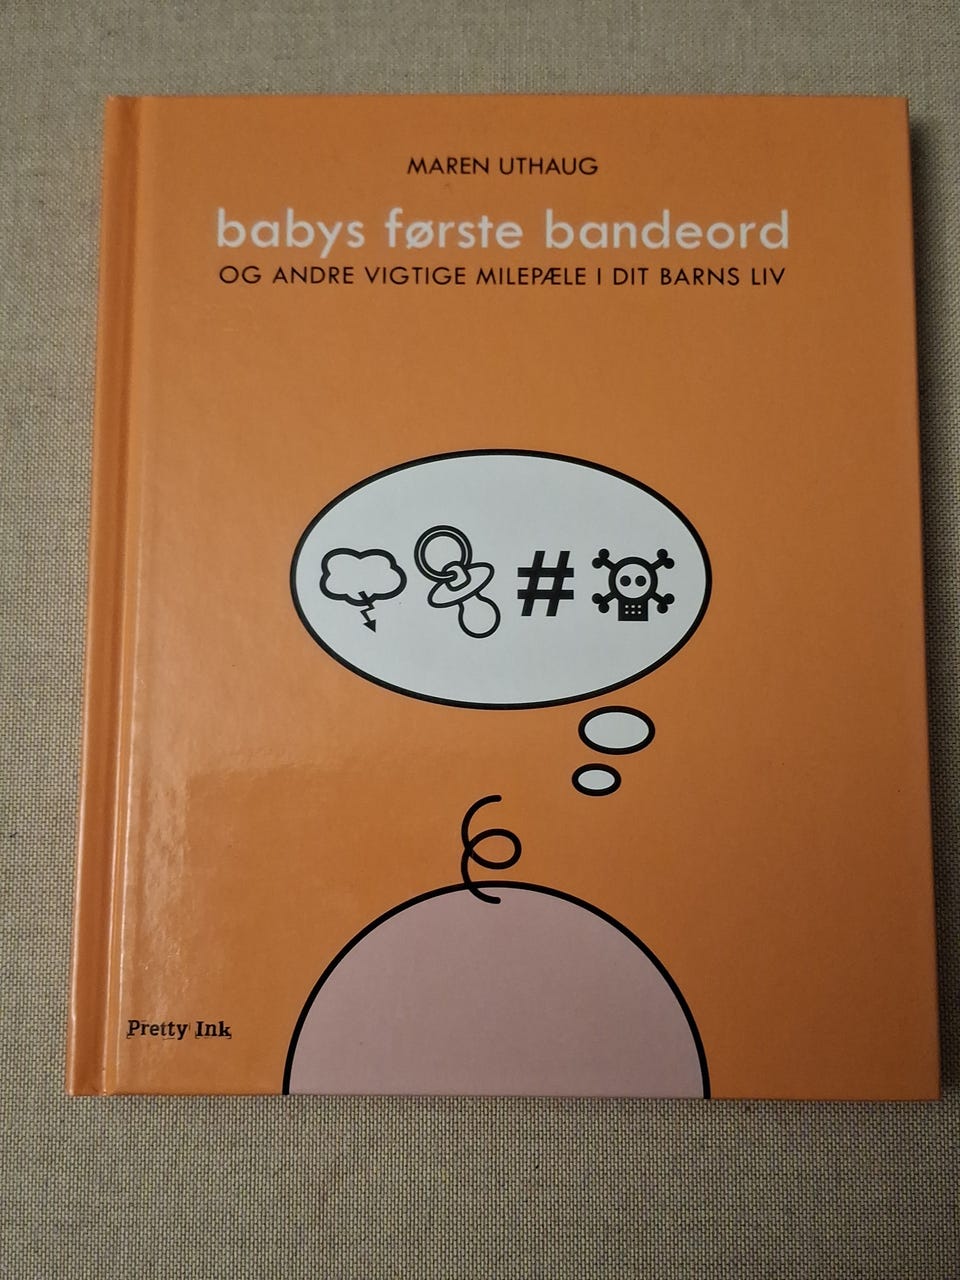 MAREN UTHAUG
babys første bandeord
OG ANDRE VIGTIGE MILEPÆLE I DIT BARNS LIV
#
Pretty Ink